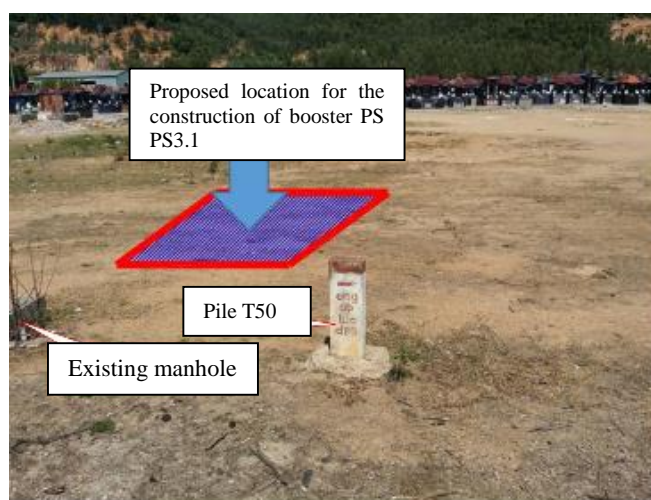 Proposed location for the
construction of booster PS
PS3.1
Pile T50
Existing manhole